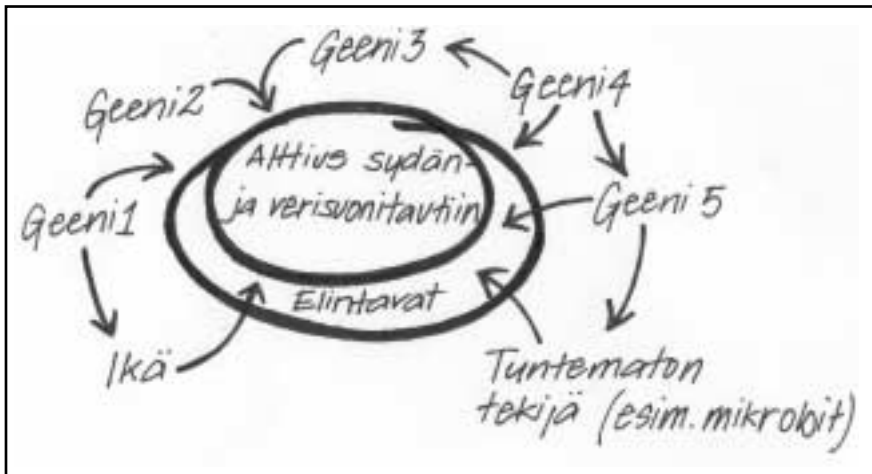 Geeni3
Geeni2
Geeni4
Alttius sydän-
ja verisuonitautiin
Geeni1
Geeni 5
Elintavat
Ikä
Tuntematon
tekijä (esim. mikrobit)